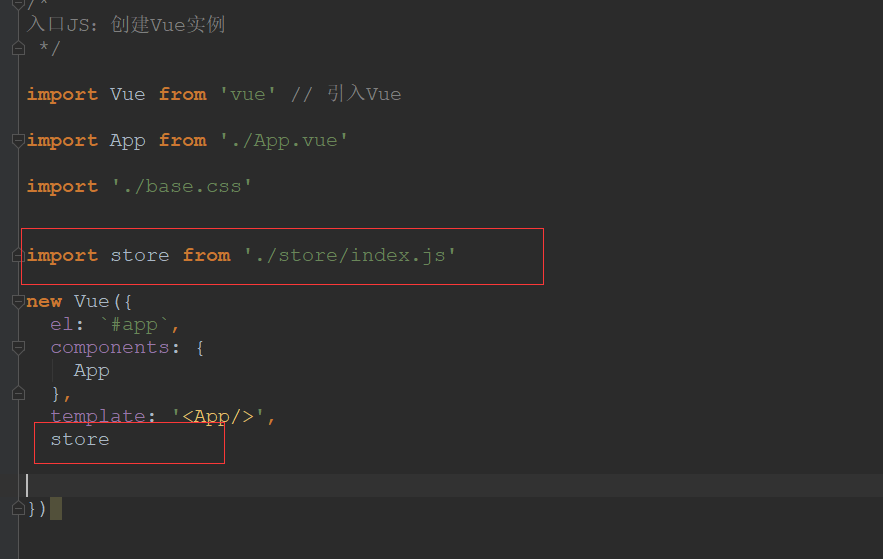 /*
入口JS：创建Vue实例
 */
import Vue from 'vue' // 引入Vue
import App from './App.vue'
import './base.css'
import store from './store/index.js'
new Vue({
  el: `#app`,
  components: {
    App
  },
  template: '<App/>',
  store
})